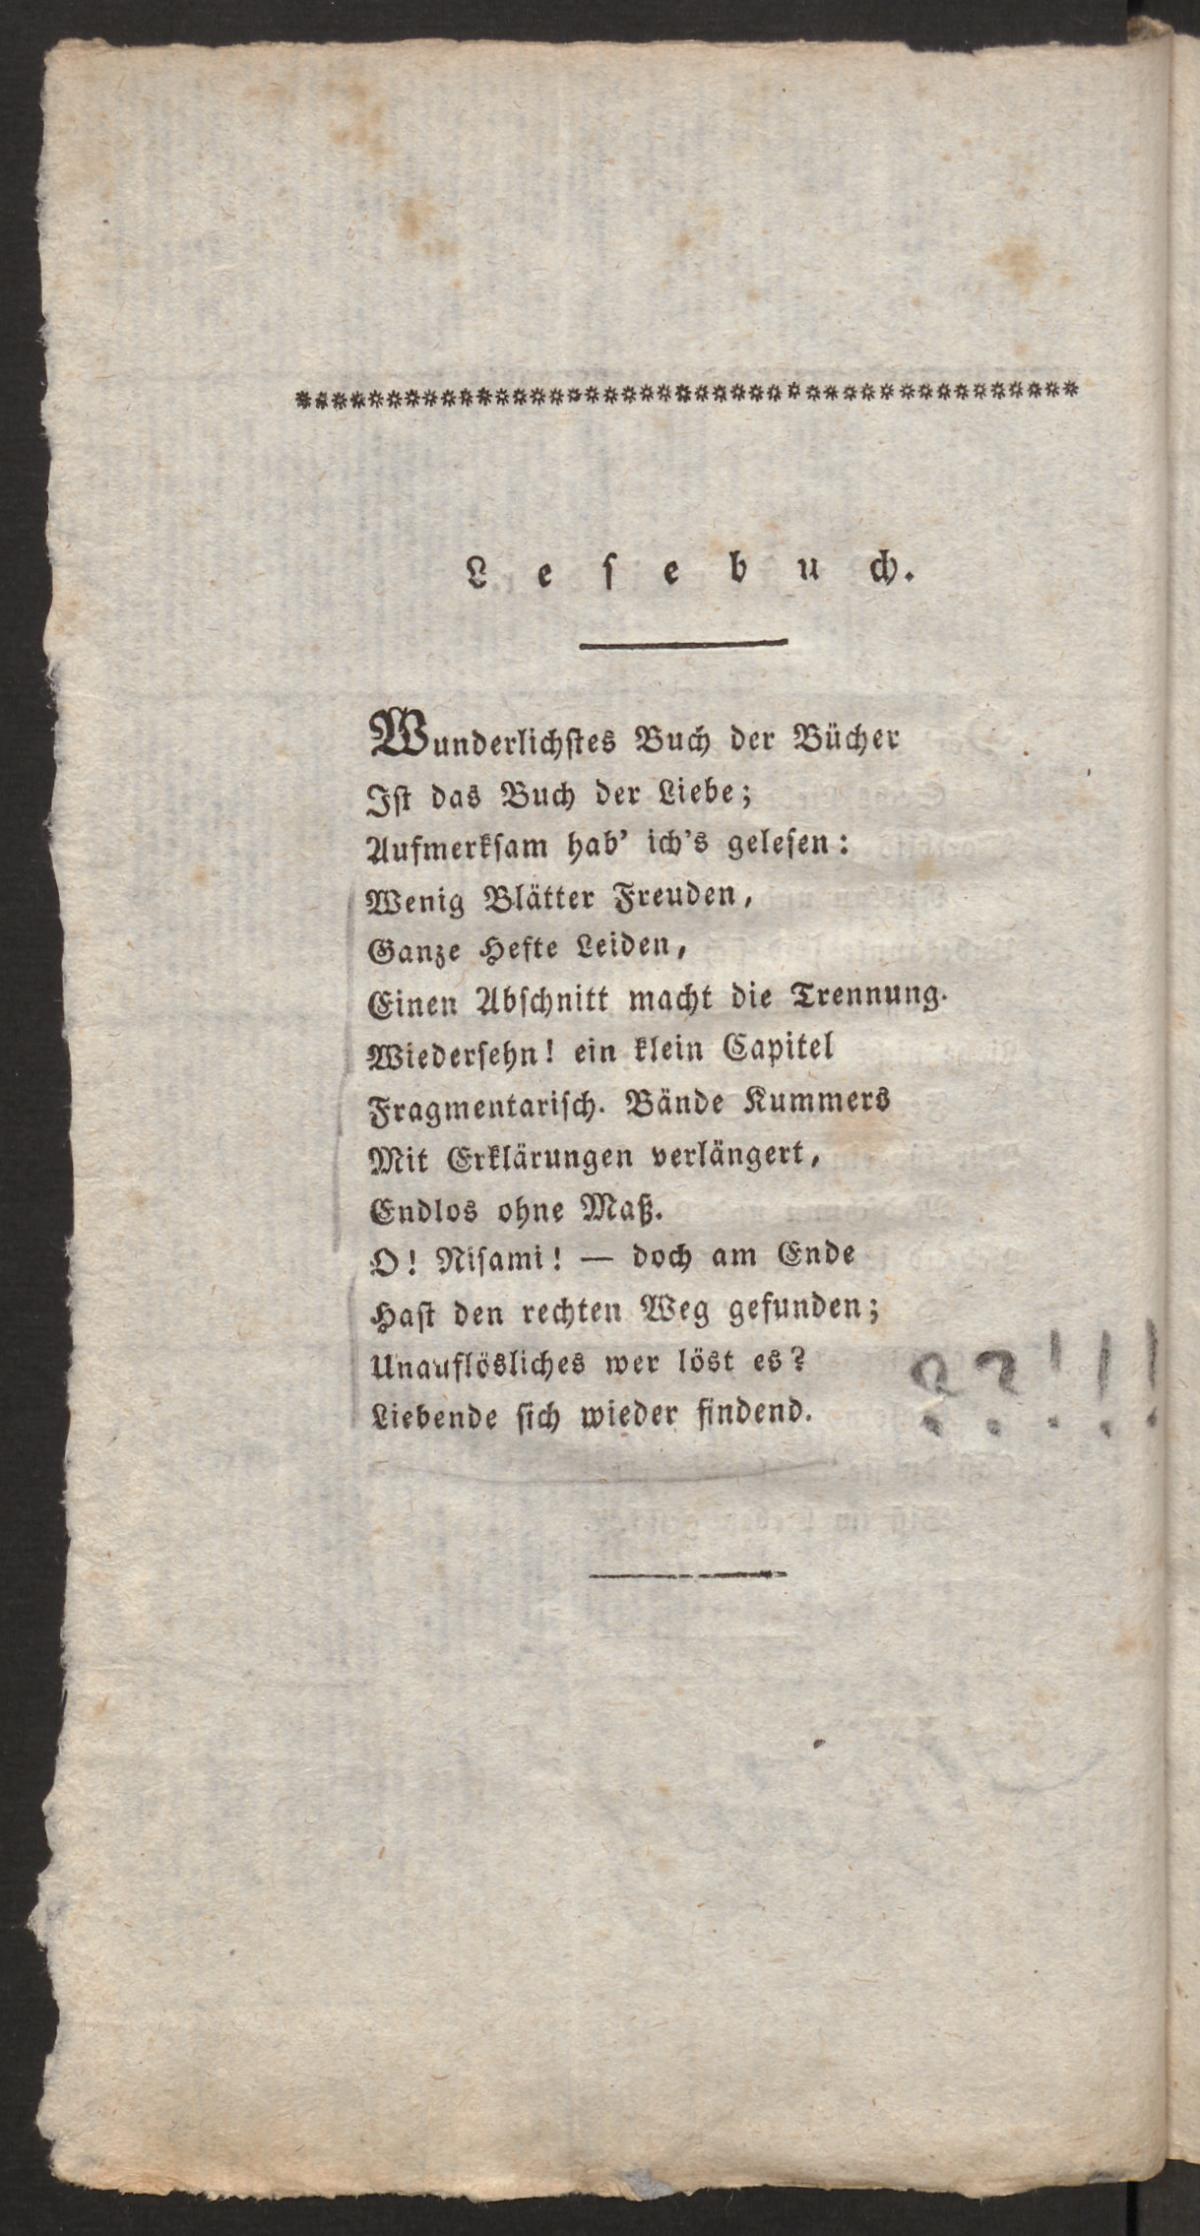 Leſebuch.
Wunderlichſtes Buch der Bücher
Iſt das Buch der Liebe;
Aufmerkſam hab' ich's geleſen:
Wenig Blätter Freuden,
Ganze Hefte Leiden,
Einen Abſchnitt macht die Trennung.
Wiederſehn! ein klein Capitel
Fragmentariſch. Bände Kummers
Mit Erklärungen verlängert,
Endlos ohne Maß.
O! Niſami! — doch am Ende
Haſt den rechten Weg gefunden;
Unauflösliches wer löst es? ??!!!
Liebende ſich wieder findend.